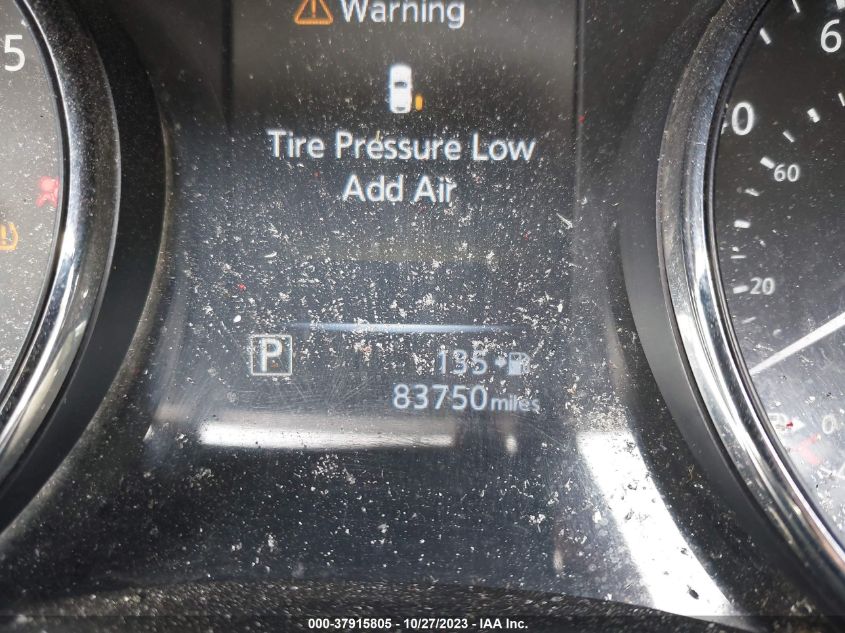 Warning
Tire Pressure Low
Add Air
P
135
83750 miles
5
6
0
60
20
0
000-37915805 - 10/27/2023 - IAA Inc.